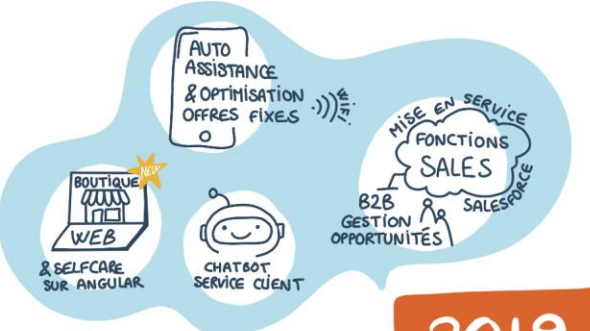 AUTO
ASSISTANCE
& OPTIMISATION
OFFRES FIXES
WIFI
MISE EN SERVICE
FONCTIONS
SALES
SALESFORCE
B2B
GESTION
OPPORTUNITÉS
NEW
BOUTIQUE
WEB
& SELFCARE
SUR ANGULAR
CHATBOT
SERVICE CLIENT
2019